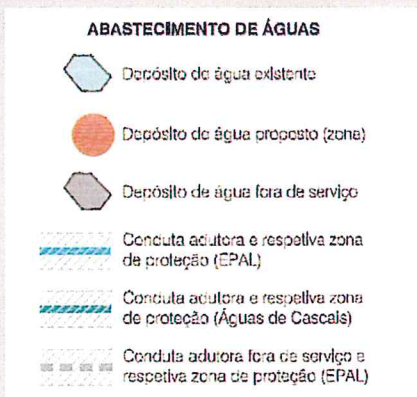 ABASTECIMENTO DE ÁGUAS
Depósito de água existente
Depósito de água proposto (zona)
Depósito de água fora de serviço
Conduta adutora e respetiva zona
de proteção (EPAL)
Conduta adutora e respetiva zona
de proteção (Águas de Cascais)
Conduta adutora fora de serviço e
respetiva zona de proteção (EPAL)